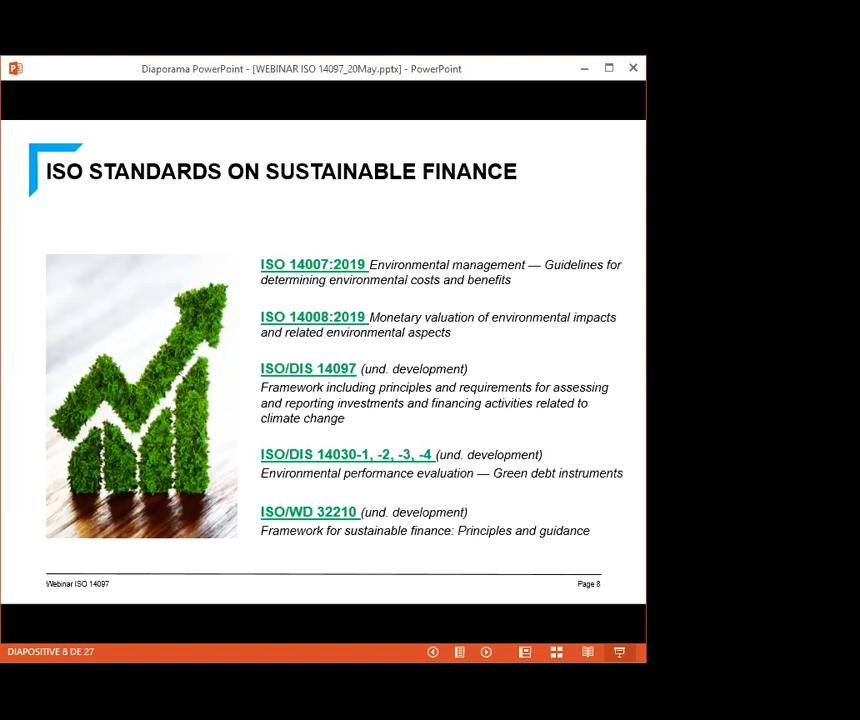 Diaporama PowerPoint - [WEBINAR ISO 14097_20May.pptx] - PowerPoint
ISO STANDARDS ON SUSTAINABLE FINANCE
ISO 14007:2019 Environmental management — Guidelines for
determining environmental costs and benefits
ISO 14008:2019 Monetary valuation of environmental impacts
and related environmental aspects
ISO/DIS 14097 (und. development)
Framework including principles and requirements for assessing
and reporting investments and financing activities related to
climate change
ISO/DIS 14030-1, -2, -3, -4 (und. development)
Environmental performance evaluation — Green debt instruments
ISO/WD 32210 (und. development)
Framework for sustainable finance: Principles and guidance
Webinar ISO 14097
Page 8
DIAPOSITIVE 8 DE 27